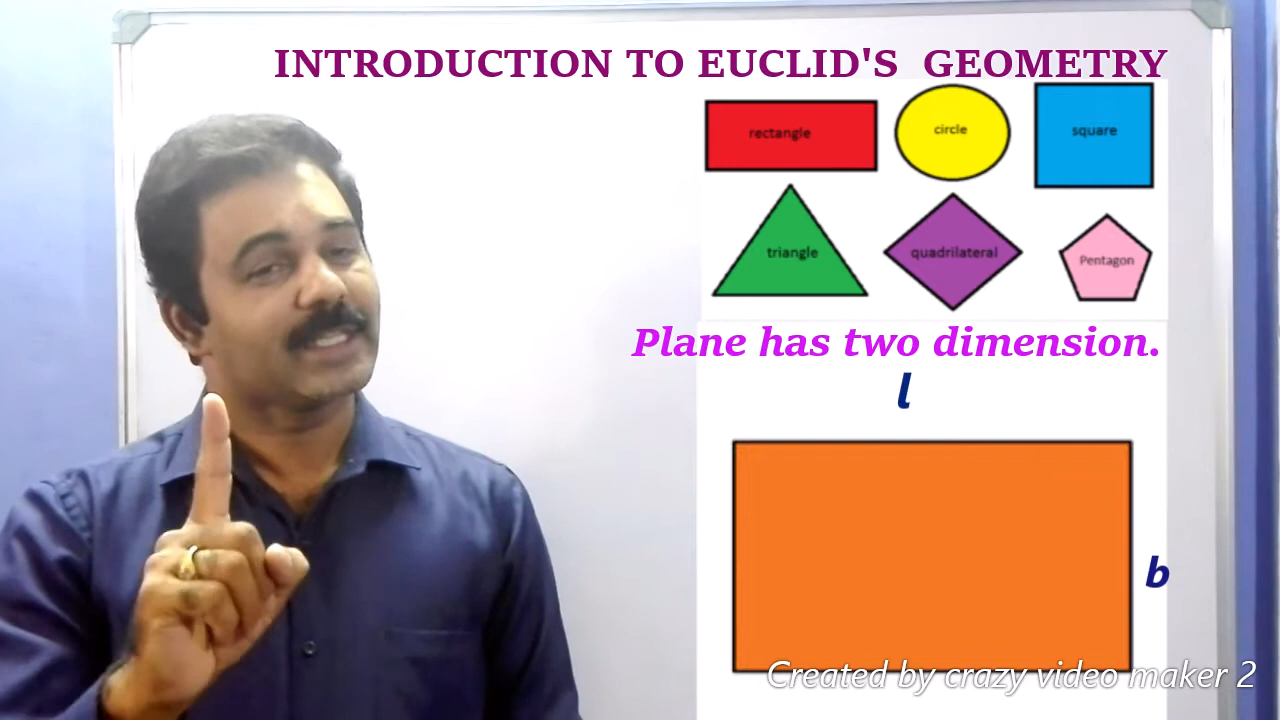 INTRODUCTION TO EUCLID'S GEOMETRY
rectangle
circle
square
triangle
quadrilateral
Pentagon
Plane has two dimension.
l
b
Created by crazy video maker 2